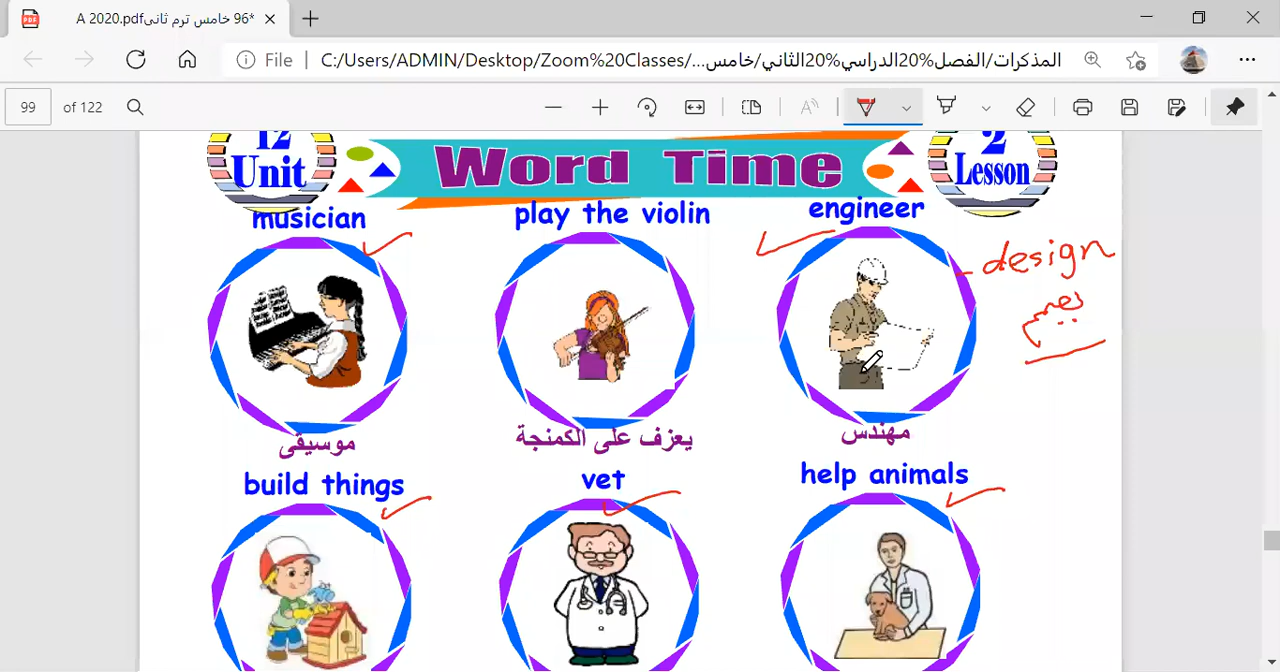 A 2020.pdf خامس ترم ثانى 96*
File
C:/Users/ADMIN/Desktop/Zoom%20Classes/المذكرات/الفصل%20الدراسي%20الثاني/خامس...
99 of 122
12 Unit
Word Time
2 Lesson
musician
play the violin
engineer
design
يصمم
موسيقى
يعزف على الكمنجة
مهندس
build things
vet
help animals